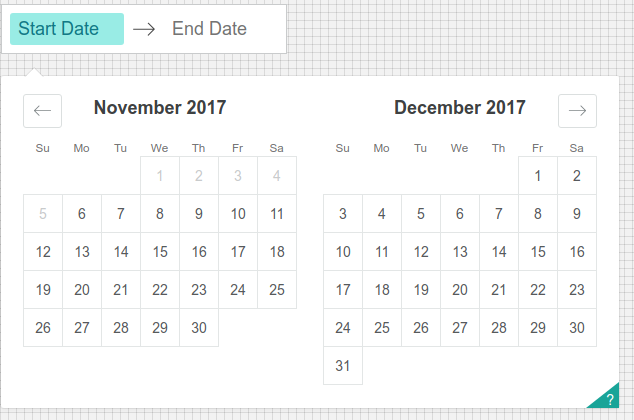 Start Date → End Date
← November 2017
Su Mo Tu We Th Fr Sa
1 2 3 4
5 6 7 8 9 10 11
12 13 14 15 16 17 18
19 20 21 22 23 24 25
26 27 28 29 30
December 2017 →
Su Mo Tu We Th Fr Sa
1 2
3 4 5 6 7 8 9
10 11 12 13 14 15 16
17 18 19 20 21 22 23
24 25 26 27 28 29 30
31
?